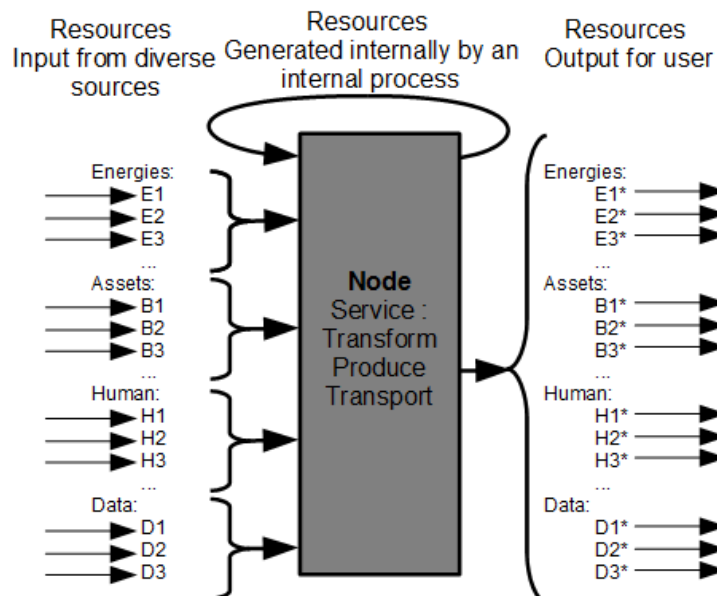 Resources
Input from diverse
sources
Resources
Generated internally by an
internal process
Resources
Output for user
Energies:
E1
E2
E3
...
Assets:
B1
B2
B3
...
Human:
H1
H2
H3
...
Data:
D1
D2
D3
Node
Service :
Transform
Produce
Transport
Energies:
E1*
E2*
E3*
...
Assets:
B1*
B2*
B3*
...
Human:
H1*
H2*
H3*
...
Data:
D1*
D2*
D3*